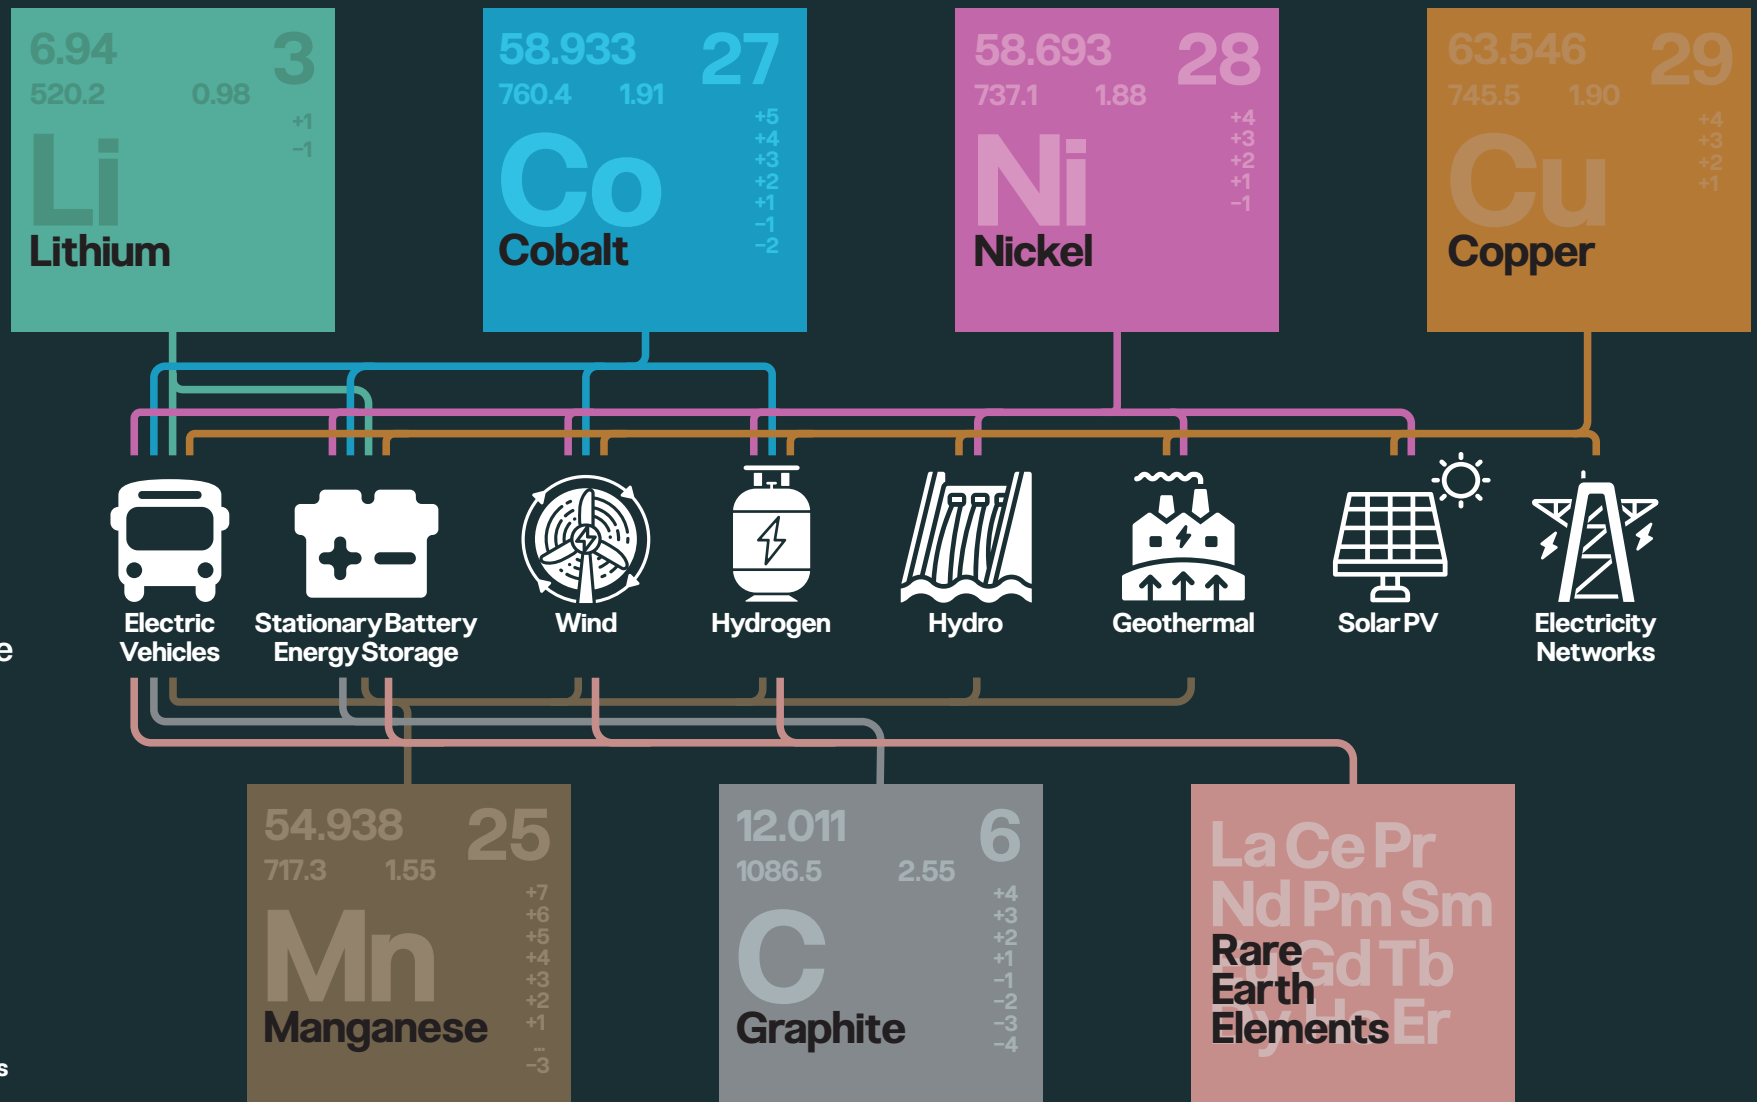 6.94
3
520.2
0.98
+1
−1
Li
Lithium
58.933
27
760.4
1.91
+5
+4
+3
+2
+1
−1
−2
Co
Cobalt
58.693
28
737.1
1.88
+4
+3
+2
+1
−1
Ni
Nickel
63.546
29
745.5
1.90
+4
+3
+2
+1
Cu
Copper
Electric
Vehicles
Stationary Battery
Energy Storage
Wind
Hydrogen
Hydro
Geothermal
Solar PV
Electricity
Networks
e
54.938
25
717.3
1.55
+7
+6
+5
+4
+3
+2
+1
...
−3
Mn
Manganese
12.011
6
1086.5
2.55
+4
+3
+2
+1
−1
−2
−3
−4
C
Graphite
La Ce Pr
Nd Pm Sm
Gd Tb
Er
Rare
Earth
Elements
s